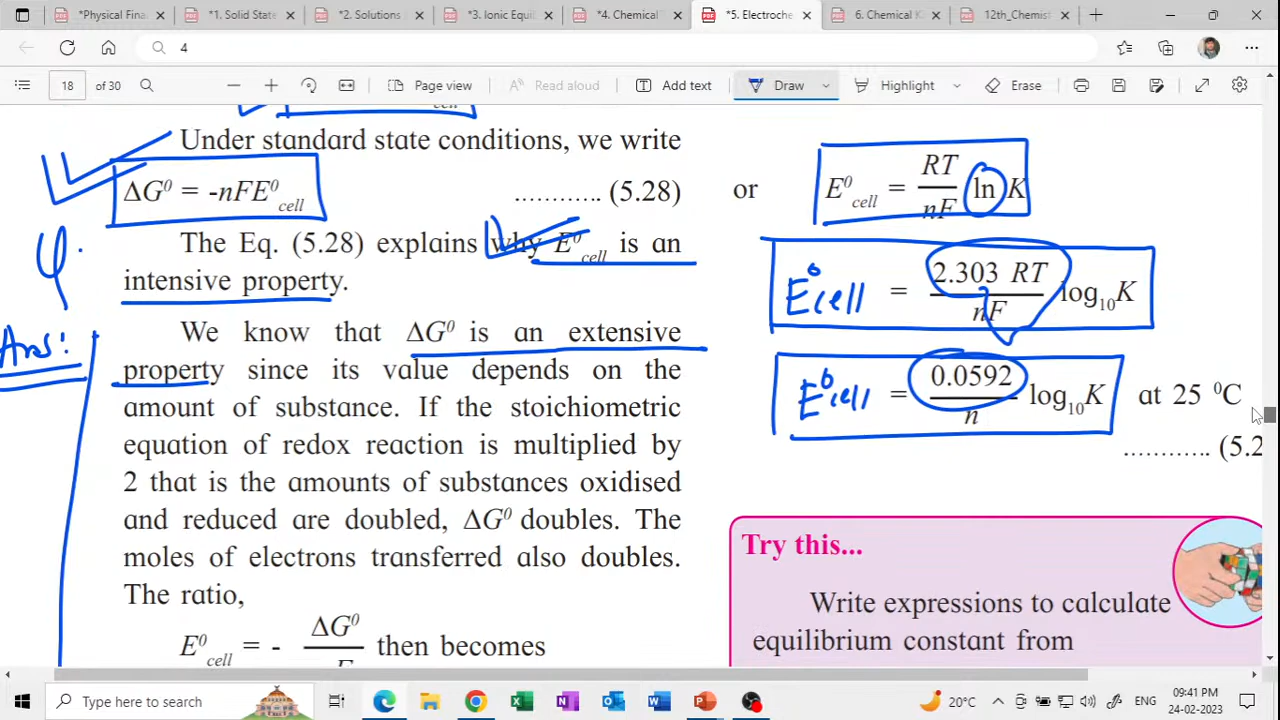 *Physical Fina
*1. Solid State
*2. Solutions
*3. Ionic Equil
*4. Chemical
*5. Electroche
6. Chemical K
12th_Chemist
4
18 of 30
Page view
Read aloud
Add text
Draw
Highlight
Erase
cell
Under standard state conditions, we write
ΔG⁰ = -nFE⁰cell ........... (5.28)
φ.
The Eq. (5.28) explains why E⁰cell is an
intensive property.
Ans:
We know that ΔG⁰ is an extensive
property since its value depends on the
amount of substance. If the stoichiometric
equation of redox reaction is multiplied by
2 that is the amounts of substances oxidised
and reduced are doubled, ΔG⁰ doubles. The
moles of electrons transferred also doubles.
The ratio,
E⁰cell = - ΔG⁰ then becomes
or E⁰cell = RT/nF ln K
E⁰cell = 2.303 RT/nF log₁₀K
E⁰cell = 0.0592/n log₁₀K at 25 ⁰C
........... (5.2
Try this...
Write expressions to calculate
equilibrium constant from
Type here to search
20°C
ENG
09:41 PM
24-02-2023